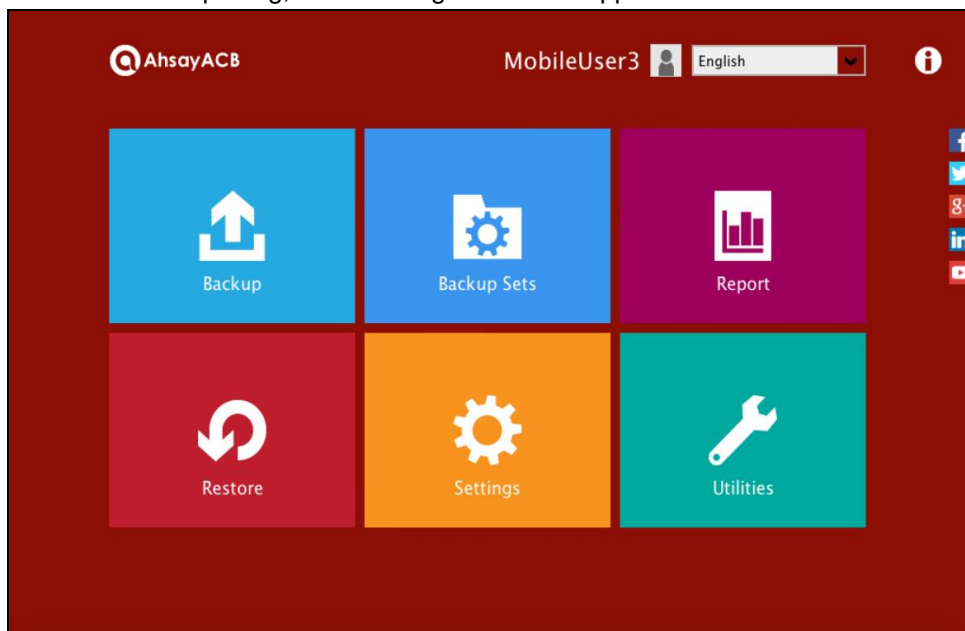 AhsayACB
MobileUser3
English
Backup
Backup Sets
Report
Restore
Settings
Utilities